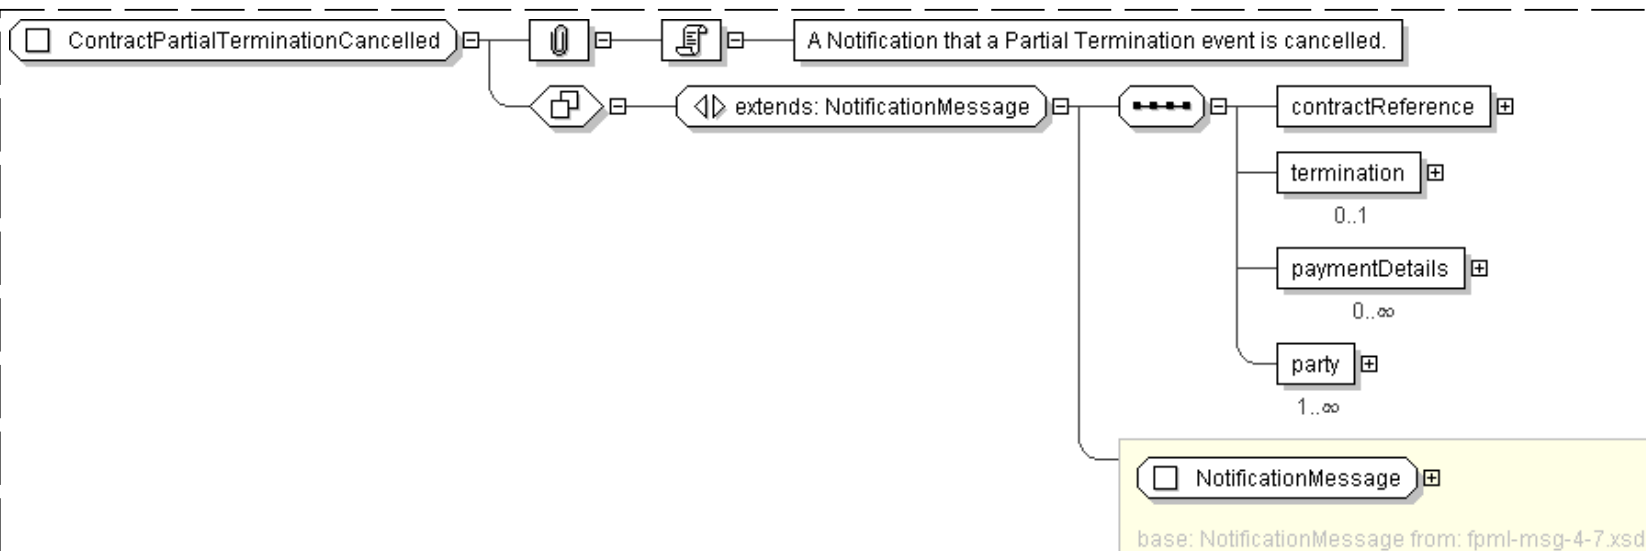 ContractPartialTerminationCancelled
A Notification that a Partial Termination event is cancelled.
extends: NotificationMessage
contractReference
termination
0..1
paymentDetails
0..∞
party
1..∞
NotificationMessage
base: NotificationMessage from: fpml-msg-4-7.xsd